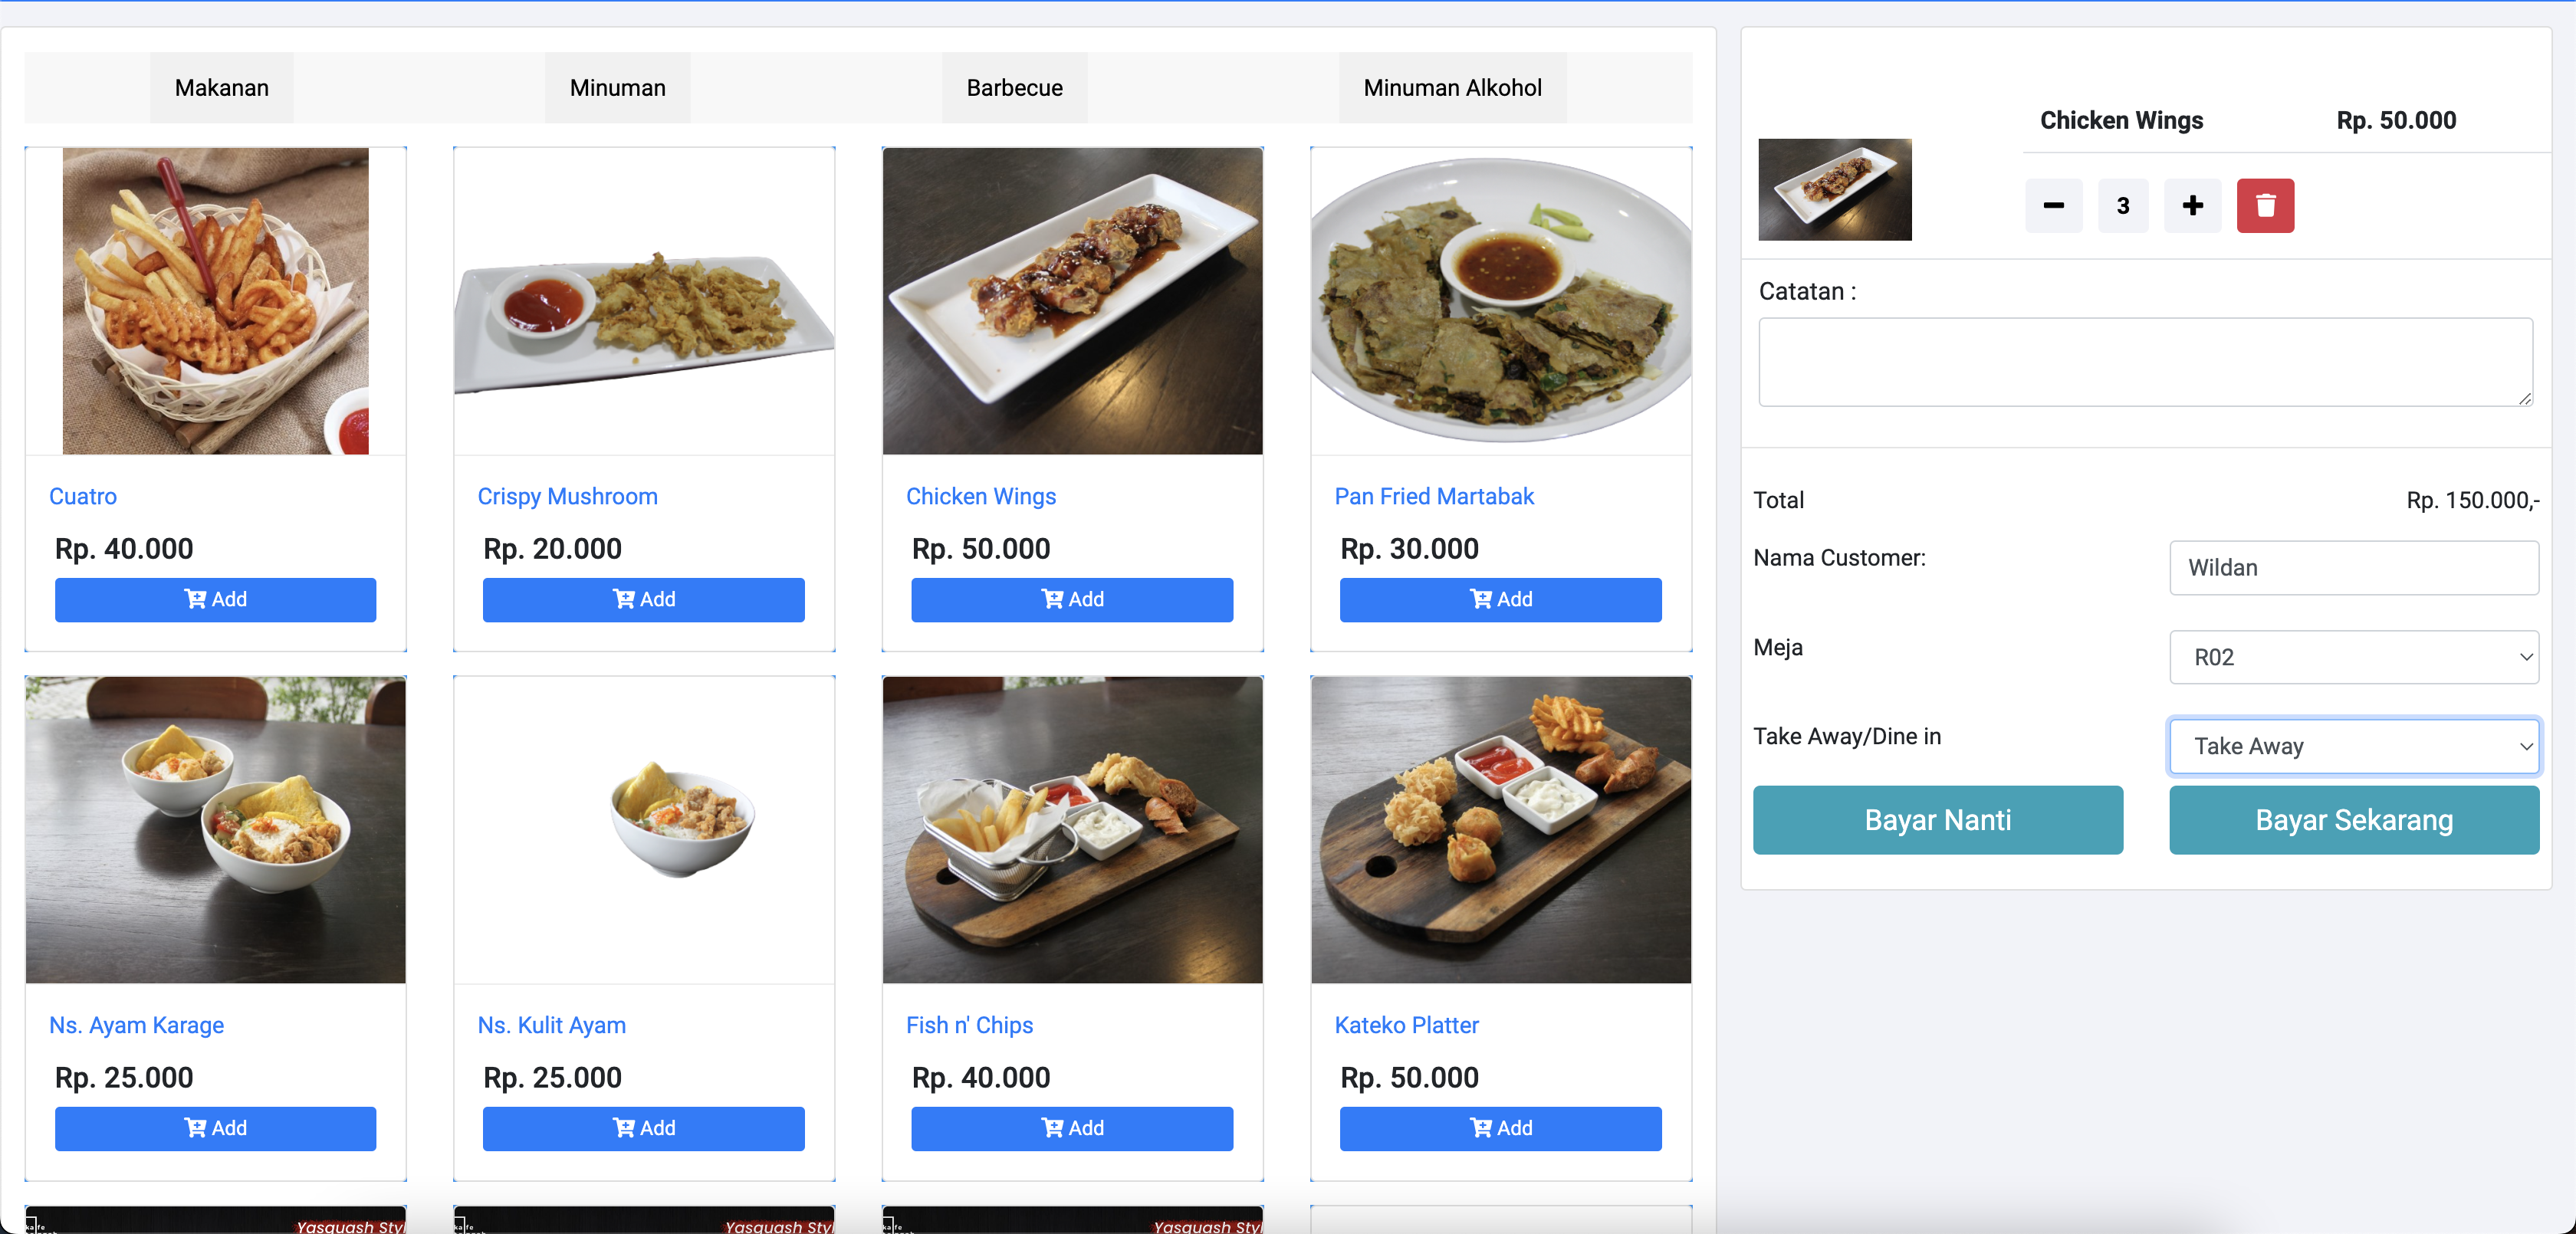 Makanan
Minuman
Barbecue
Minuman Alkohol
Cuatro
Rp. 40.000
Add
Crispy Mushroom
Rp. 20.000
Add
Chicken Wings
Rp. 50.000
Add
Pan Fried Martabak
Rp. 30.000
Add
Ns. Ayam Karage
Rp. 25.000
Add
Ns. Kulit Ayam
Rp. 25.000
Add
Fish n' Chips
Rp. 40.000
Add
Kateko Platter
Rp. 50.000
Add
Yasquash Styl
Yasquash Styl
Yasquash Styl
Chicken Wings
Rp. 50.000
3
Catatan :
Total
Rp. 150.000,-
Nama Customer:
Wildan
Meja
R02
Take Away/Dine in
Take Away
Bayar Nanti
Bayar Sekarang